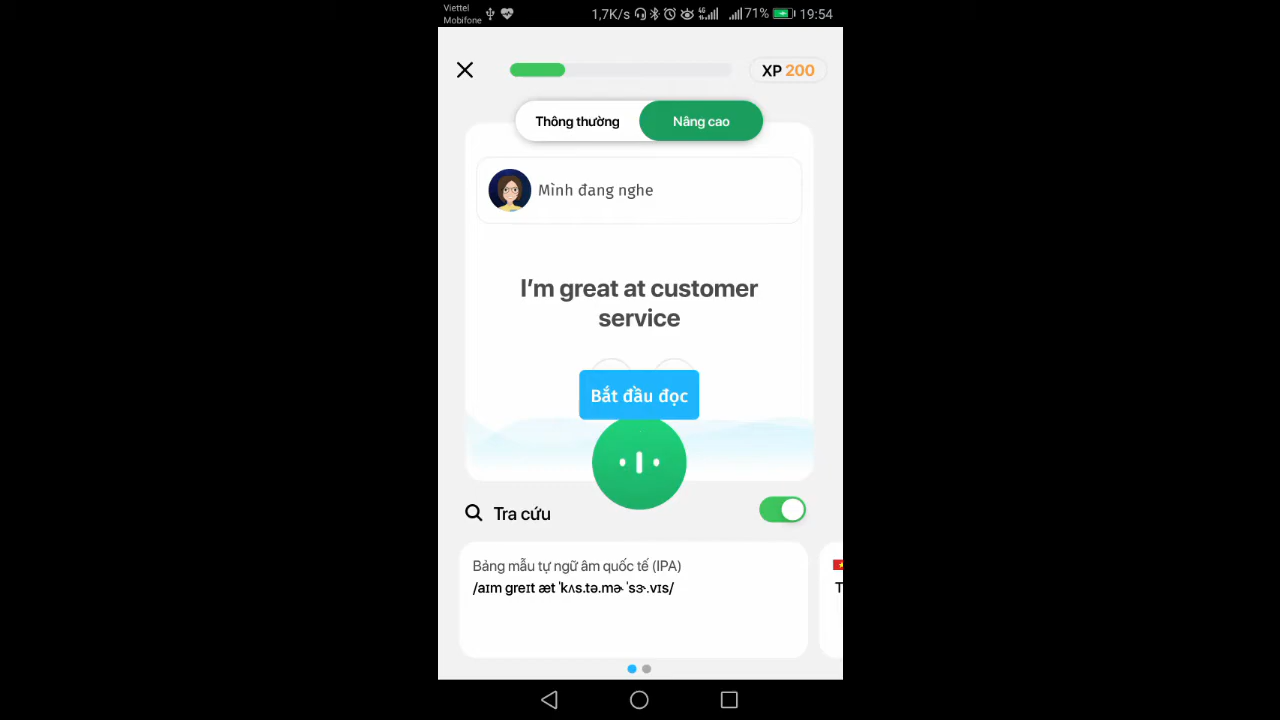 Viettel
Mobifone
1,7K/s
4G
71%
19:54
XP 200
Thông thường
Nâng cao
Mình đang nghe
I'm great at customer
service
Bắt đầu đọc
Tra cứu
Bảng mẫu tự ngữ âm quốc tế (IPA)
/aɪm greɪt æt ˈkʌs.tə.mɚ ˈsɝ.vɪs/
T